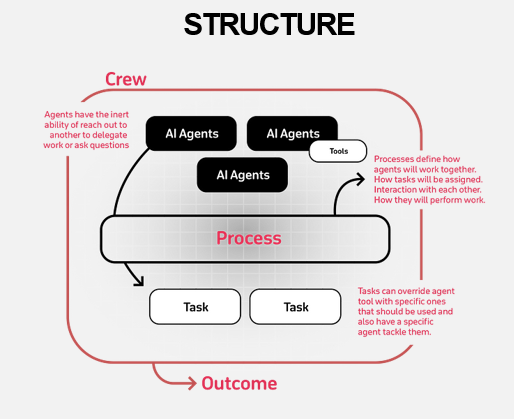 STRUCTURE
Crew
Agents have the inert
ability of reach out to
another to delegate
work or ask questions
AI Agents
AI Agents
Tools
AI Agents
Processes define how
agents will work together.
How tasks will be assigned.
Interaction with each other.
How they will perform work.
Process
Task
Task
Tasks can override agent
tool with specific ones
that should be used and
also have a specific
agent tackle them.
Outcome